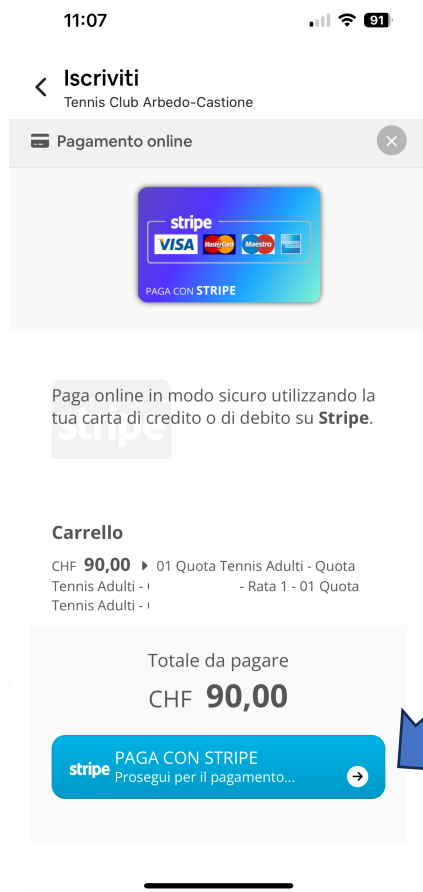 11:07
91
Iscriviti
Tennis Club Arbedo-Castione
Pagamento online
stripe
VISA MasterCard Maestro
PAGA CON STRIPE
Paga online in modo sicuro utilizzando la
tua carta di credito o di debito su Stripe.
stripe
Carrello
CHF 90,00 01 Quota Tennis Adulti - Quota
Tennis Adulti - - Rata 1 - 01 Quota
Tennis Adulti -
Totale da pagare
CHF 90,00
PAGA CON STRIPE
stripe Prosegui per il pagamento...